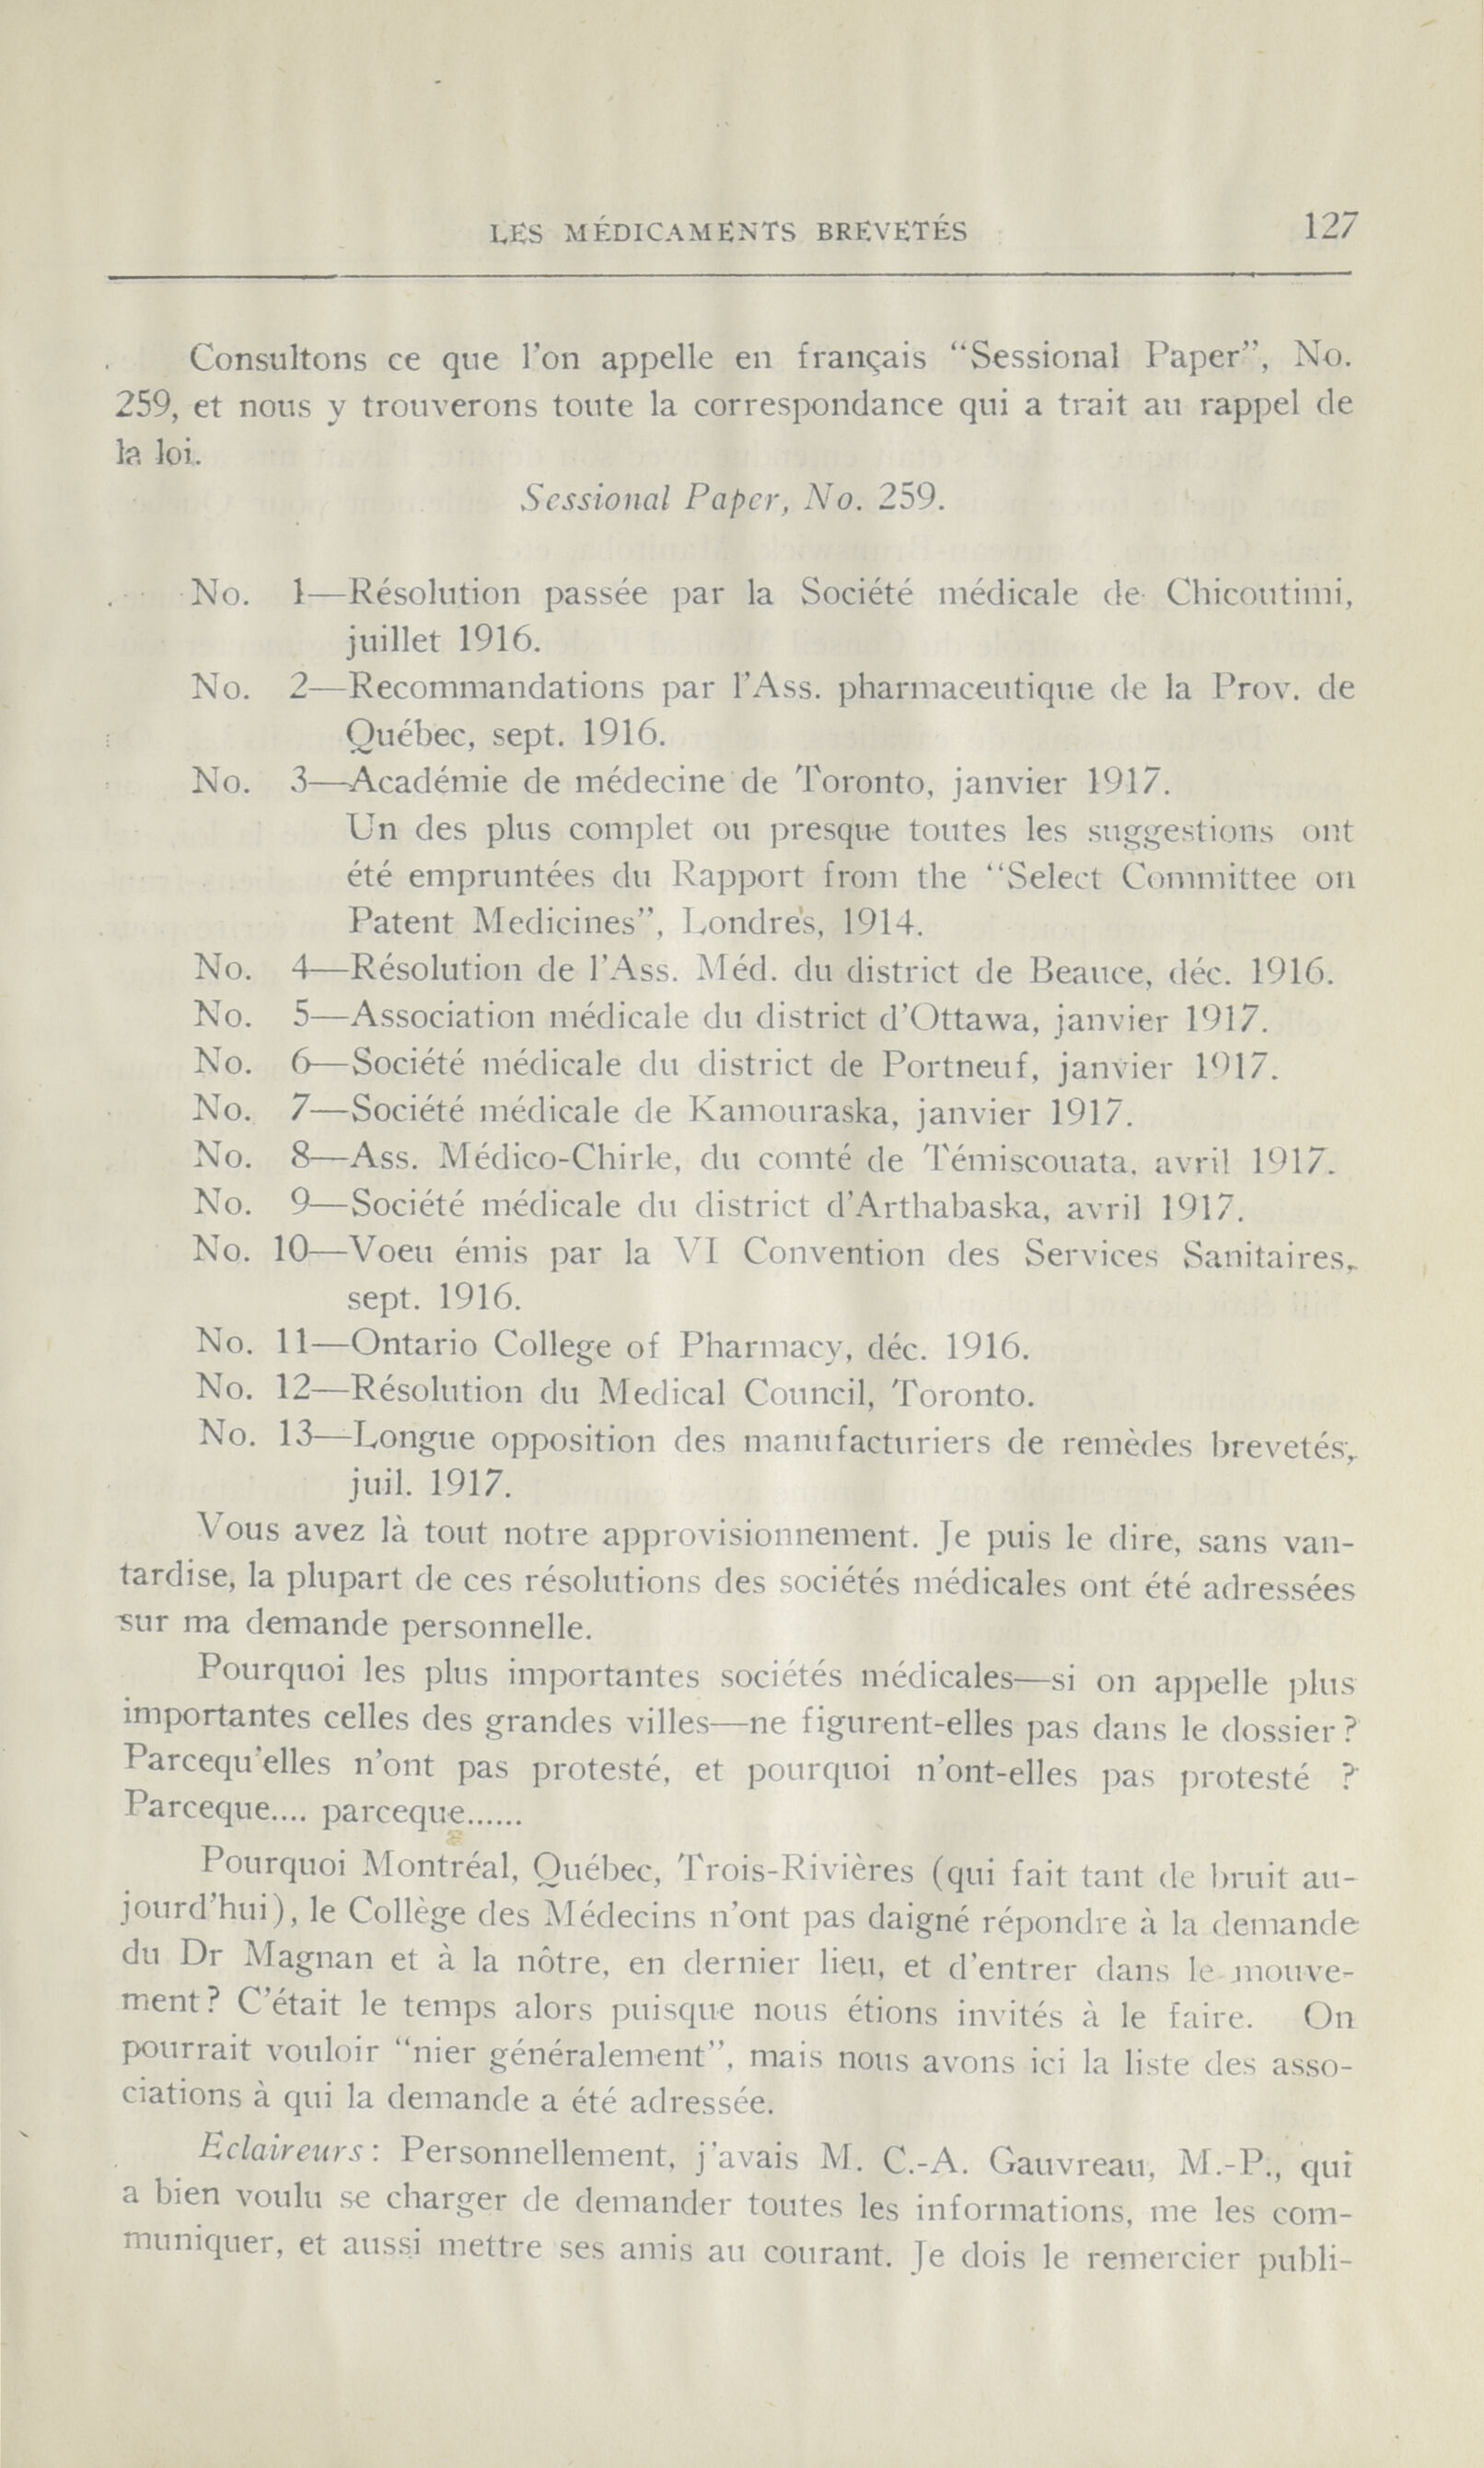 LES MÉDICAMENTS BREVETÉS 127
Consultons ce que l'on appelle en français “Sessional Paper”, No.
259, et nous y trouverons toute la correspondance qui a trait au rappel de
la loi.
Sessional Paper, No. 259.
No. 1—Résolution passée par la Société médicale de Chicoutimi,
juillet 1916.
No. 2—Recommandations par l'Ass. pharmaceutique de la Prov. de
Québec, sept. 1916.
No. 3—Académie de médecine de Toronto, janvier 1917.
Un des plus complet ou presque toutes les suggestions ont
été empruntées du Rapport from the “Select Committee on
Patent Medicines”, Londres, 1914.
No. 4—Résolution de l'Ass. Méd. du district de Beauce, déc. 1916.
No. 5—Association médicale du district d'Ottawa, janvier 1917.
No. 6—Société médicale du district de Portneuf, janvier 1917.
No. 7—Société médicale de Kamouraska, janvier 1917.
No. 8—Ass. Médico-Chirle, du comté de Témiscouata, avril 1917.
No. 9—Société médicale du district d'Arthabaska, avril 1917.
No. 10—Voeu émis par la VI Convention des Services Sanitaires,
sept. 1916.
No. 11—Ontario College of Pharmacy, déc. 1916.
No. 12—Résolution du Medical Council, Toronto.
No. 13—Longue opposition des manufacturiers de remèdes brevetés,
juil. 1917.
Vous avez là tout notre approvisionnement. Je puis le dire, sans van-
tardise, la plupart de ces résolutions des sociétés médicales ont été adressées
sur ma demande personnelle.
Pourquoi les plus importantes sociétés médicales—si on appelle plus
importantes celles des grandes villes—ne figurent-elles pas dans le dossier?
Parcequ'elles n'ont pas protesté, et pourquoi n'ont-elles pas protesté ?
Parceque.... parceque......
Pourquoi Montréal, Québec, Trois-Rivières (qui fait tant de bruit au-
jourd'hui), le Collège des Médecins n'ont pas daigné répondre à la demande
du Dr Magnan et à la nôtre, en dernier lieu, et d'entrer dans le mouve-
ment? C'était le temps alors puisque nous étions invités à le faire. On
pourrait vouloir “nier généralement”, mais nous avons ici la liste des asso-
ciations à qui la demande a été adressée.
Eclaireurs: Personnellement, j'avais M. C.-A. Gauvreau, M.-P., qui
a bien voulu se charger de demander toutes les informations, me les com-
muniquer, et aussi mettre ses amis au courant. Je dois le remercier publi-